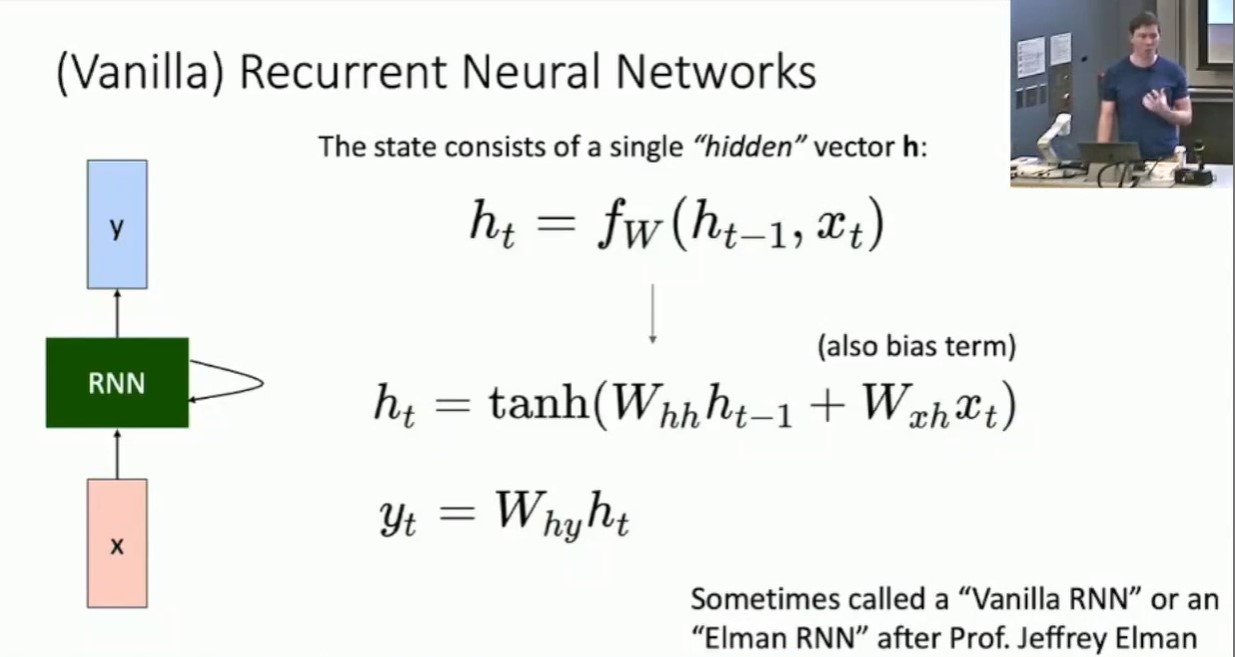 (Vanilla) Recurrent Neural Networks
The state consists of a single “hidden” vector h:
h_t = f_W(h_{t−1}, x_t)
(also bias term)
h_t = tanh(W_{hh}h_{t−1} + W_{xh}x_t)
y_t = W_{hy}h_t
y
RNN
x
Sometimes called a “Vanilla RNN” or an
“Elman RNN” after Prof. Jeffrey Elman